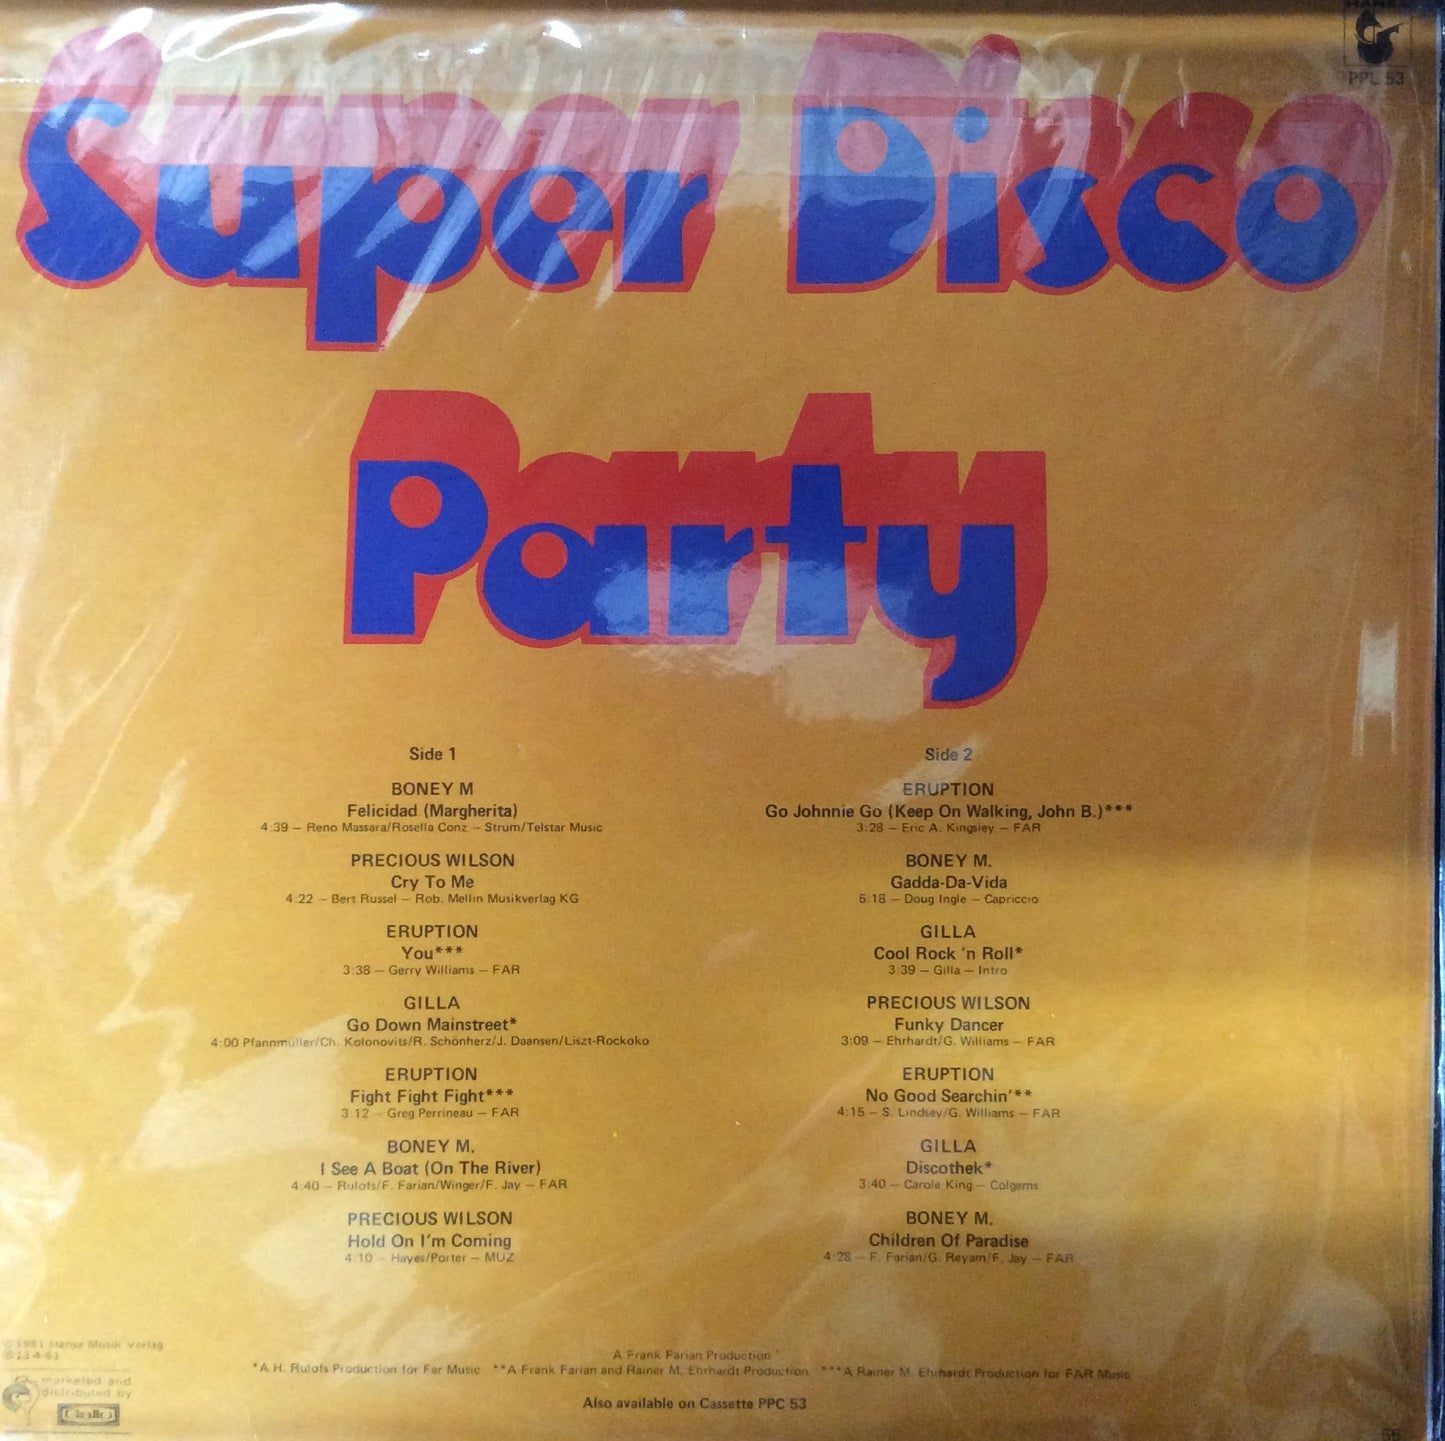 HANSA
PPL 53
Super Disco
Party
Side 1
BONEY M
Felicidad (Margherita)
4:39 – Reno Massara/Rosella Conz – Strum/Telstar Music
PRECIOUS WILSON
Cry To Me
4:22 – Bert Russel – Rob. Mellin Musikverlag KG
ERUPTION
You***
3:38 – Gerry Williams – FAR
GILLA
Go Down Mainstreet*
4:00 Pfannmüller/Ch. Kolonovits/R. Schönherz/J. Daansen/Liszt-Rockoko
ERUPTION
Fight Fight Fight***
3:12 – Greg Perrineau – FAR
BONEY M.
I See A Boat (On The River)
4:40 – Rulofs/F. Farian/Winger/F. Jay – FAR
PRECIOUS WILSON
Hold On I'm Coming
4:10 – Hayes/Porter – MUZ
Side 2
ERUPTION
Go Johnnie Go (Keep On Walking, John B.)***
3:28 – Eric A. Kingsley – FAR
BONEY M.
Gadda-Da-Vida
5:18 – Doug Ingle – Capriccio
GILLA
Cool Rock 'n Roll*
3:39 – Gilla – Intro
PRECIOUS WILSON
Funky Dancer
3:09 – Ehrhardt/G. Williams – FAR
ERUPTION
No Good Searchin'**
4:15 – S. Lindsey/G. Williams – FAR
GILLA
Discothek*
3:40 – Carole King – Colgems
BONEY M.
Children Of Paradise
4:28 – F. Farian/G. Reyam/F. Jay – FAR
©1981 Hansa Musik Verlag
℗13-4-81
marketed and
distributed by
A Frank Farian Production
*A H. Rulofs Production for Far Music **A Frank Farian and Rainer M. Ehrhardt Production ***A Rainer M. Ehrhardt Production for FAR Music
Also available on Cassette PPC 53